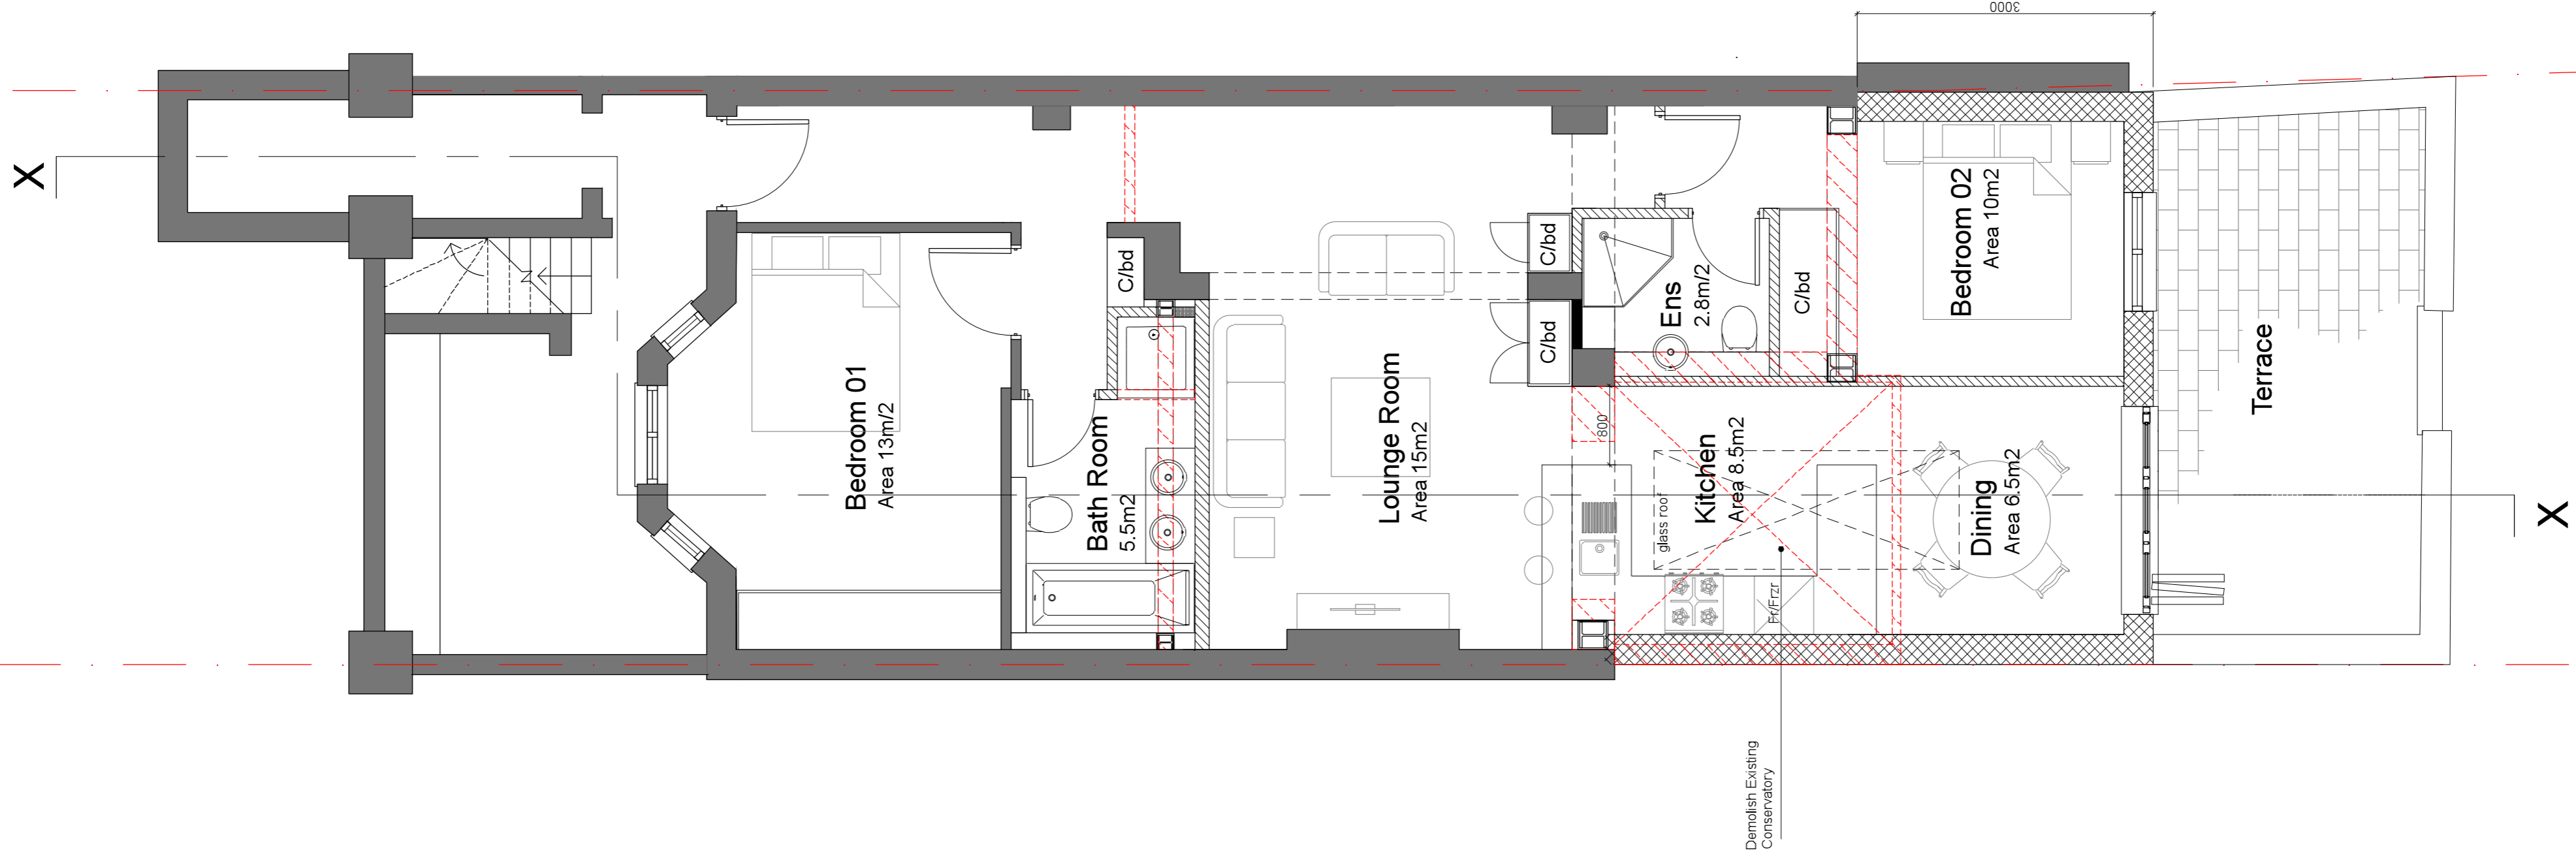 X
3000
Bedroom 01
Area 13m/2
C/bd
Bath Room
5.5m2
Lounge Room
Area 15m2
C/bd
C/bd
800
Ens
2.8m/2
C/bd
glass roof
Kitchen
Area 8.5m2
Fr/Frzr
Demolish Existing
Conservatory
Bedroom 02
Area 10m2
Dining
Area 6.5m2
Terrace
X